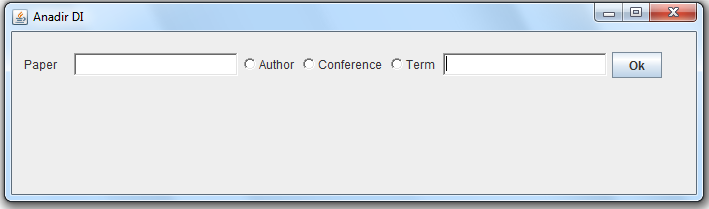 Anadir DI
Paper Author Conference Term Ok